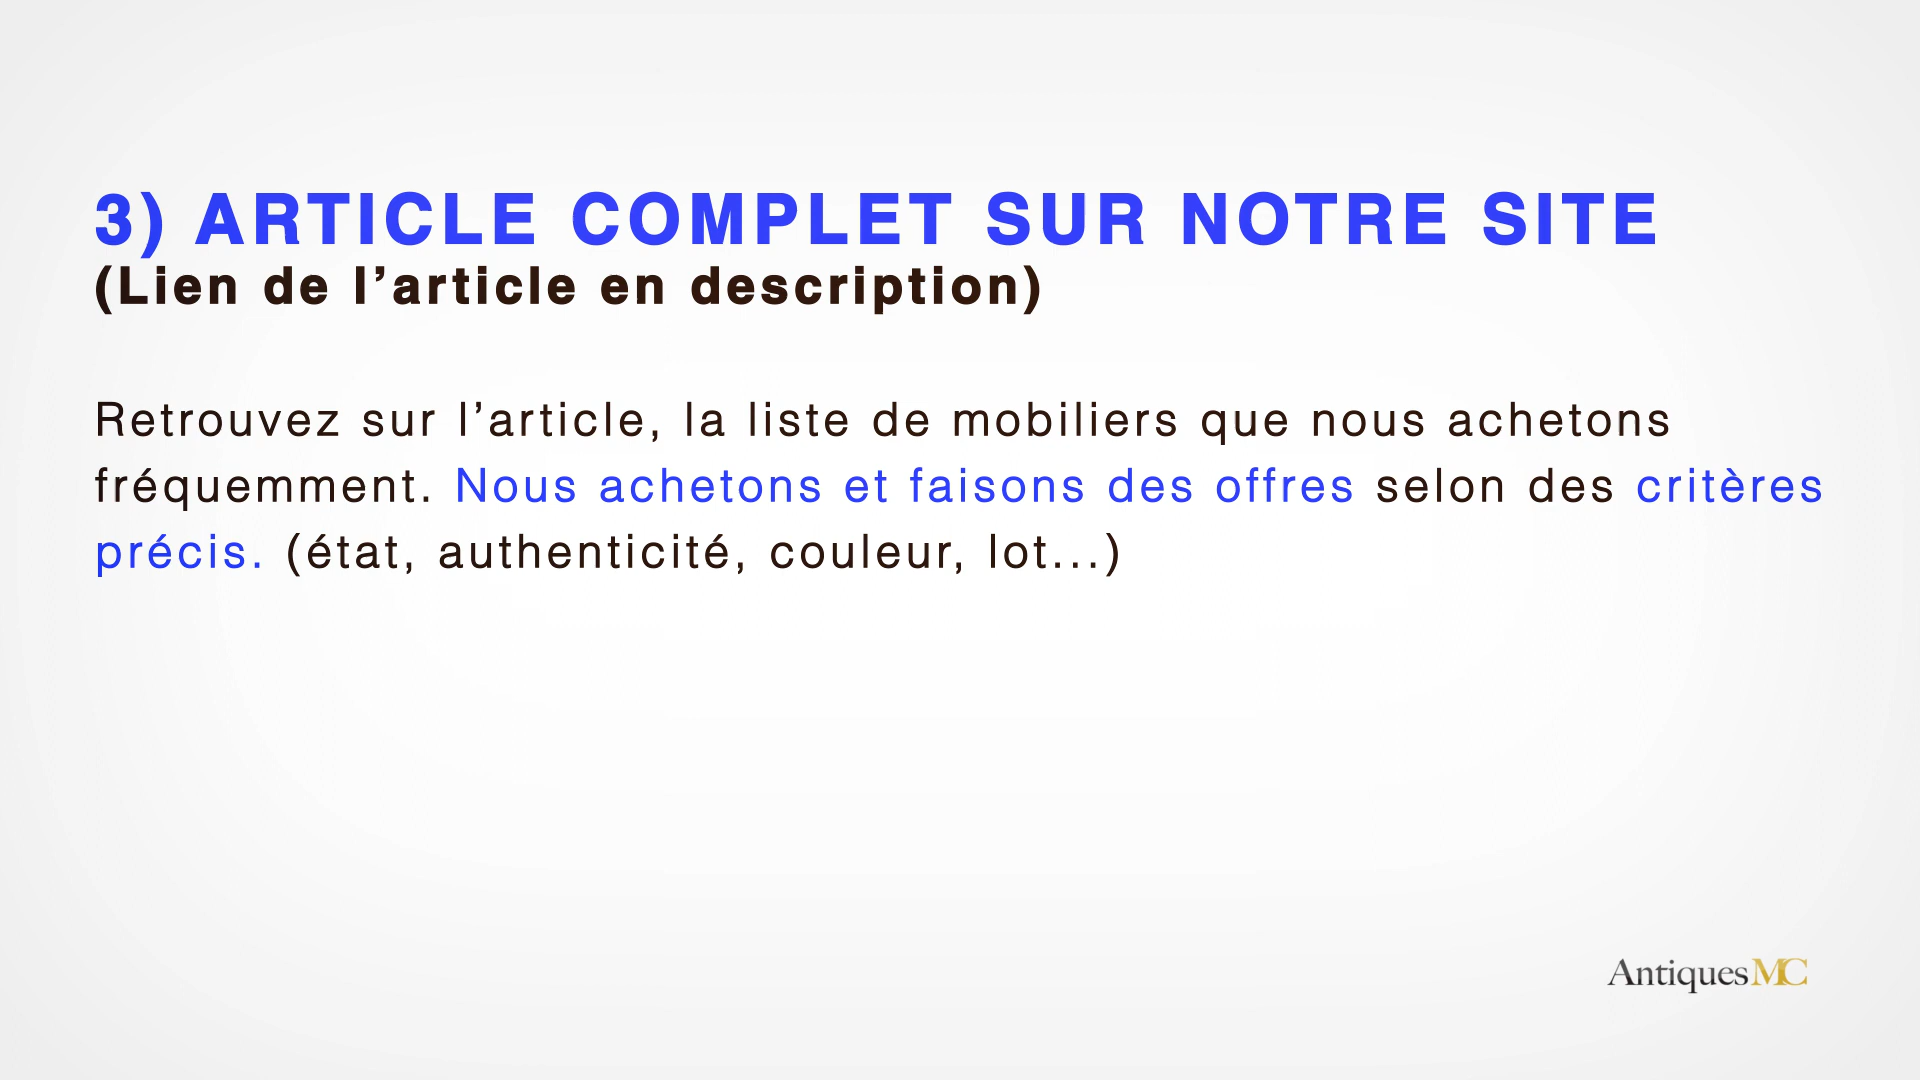 3) ARTICLE COMPLET SUR NOTRE SITE
(Lien de l’article en description)
Retrouvez sur l’article, la liste de mobiliers que nous achetons
fréquemment. Nous achetons et faisons des offres selon des critères
précis. (état, authenticité, couleur, lot...)
AntiquesMC